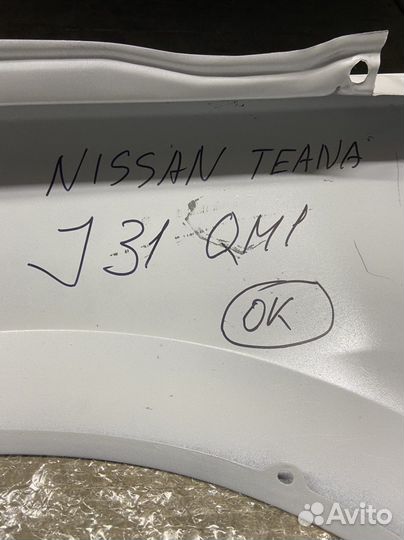 NISSAN TEANA
J31 QM1
OK
Avito